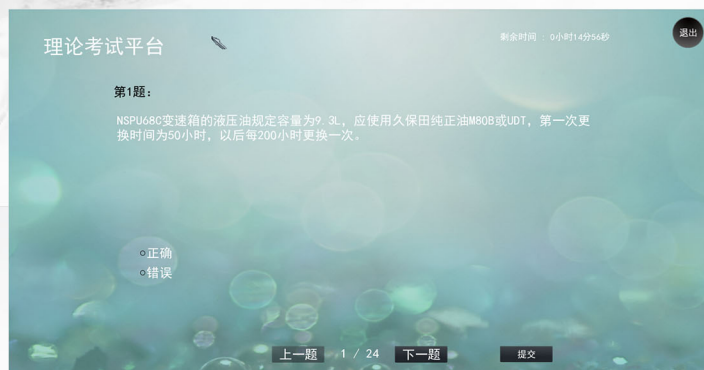 剩余时间 : 0小时14分56秒
退出
理论考试平台
第1题:
NSPU68C变速箱的液压油规定容量为9.3L, 应使用久保田纯正油M80B或UDT, 第一次更
换时间为50小时, 以后每200小时更换一次。
正确
错误
上一题 1 / 24 下一题 提交